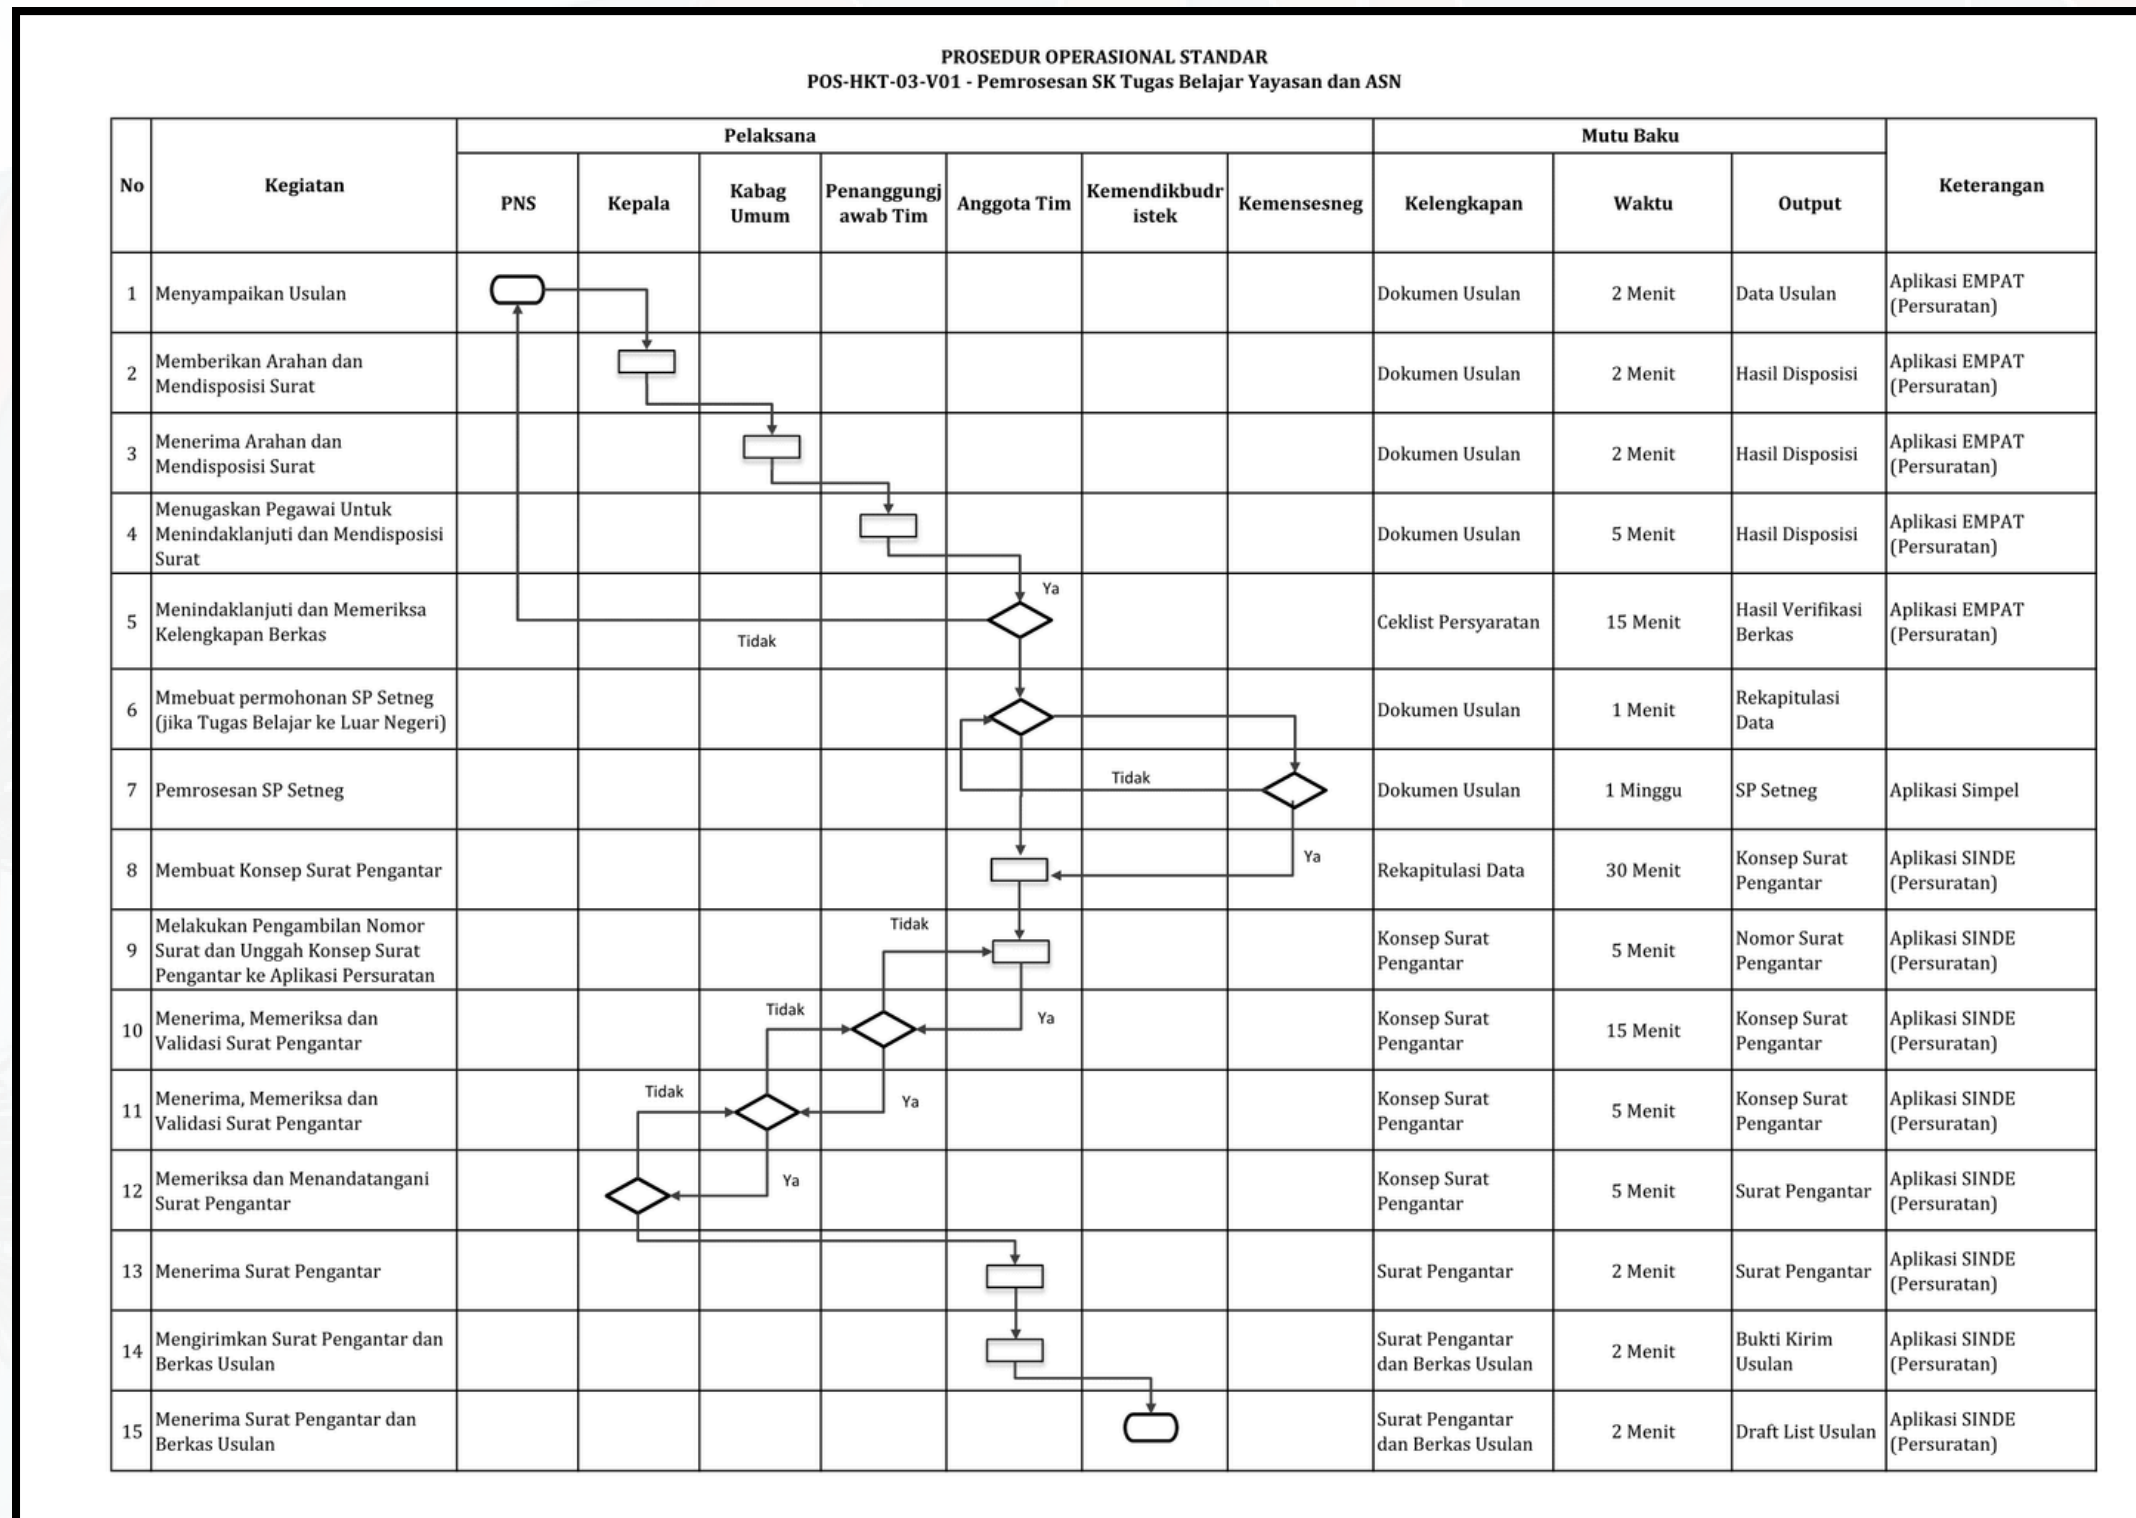 PROSEDUR OPERASIONAL STANDAR
POS-HKT-03-V01 - Pemrosesan SK Tugas Belajar Yayasan dan ASN
No
Kegiatan
Pelaksana
Mutu Baku
Keterangan
PNS
Kepala
Kabag
Umum
Penanggungj
awab Tim
Anggota Tim
Kemendikbudr
istek
Kemensesneg
Kelengkapan
Waktu
Output
1
Menyampaikan Usulan
Dokumen Usulan
2 Menit
Data Usulan
Aplikasi EMPAT
(Persuratan)
2
Memberikan Arahan dan
Mendisposisi Surat
Dokumen Usulan
2 Menit
Hasil Disposisi
Aplikasi EMPAT
(Persuratan)
3
Menerima Arahan dan
Mendisposisi Surat
Dokumen Usulan
2 Menit
Hasil Disposisi
Aplikasi EMPAT
(Persuratan)
4
Menugaskan Pegawai Untuk
Menindaklanjuti dan Mendisposisi
Surat
Dokumen Usulan
5 Menit
Hasil Disposisi
Aplikasi EMPAT
(Persuratan)
5
Menindaklanjuti dan Memeriksa
Kelengkapan Berkas
Ya
Tidak
Ceklist Persyaratan
15 Menit
Hasil Verifikasi
Berkas
Aplikasi EMPAT
(Persuratan)
6
Mmebuat permohonan SP Setneg
(jika Tugas Belajar ke Luar Negeri)
Dokumen Usulan
1 Menit
Rekapitulasi
Data
7
Pemrosesan SP Setneg
Tidak
Dokumen Usulan
1 Minggu
SP Setneg
Aplikasi Simpel
8
Membuat Konsep Surat Pengantar
Ya
Rekapitulasi Data
30 Menit
Konsep Surat
Pengantar
Aplikasi SINDE
(Persuratan)
9
Melakukan Pengambilan Nomor
Surat dan Unggah Konsep Surat
Pengantar ke Aplikasi Persuratan
Tidak
Konsep Surat
Pengantar
5 Menit
Nomor Surat
Pengantar
Aplikasi SINDE
(Persuratan)
10
Menerima, Memeriksa dan
Validasi Surat Pengantar
Tidak
Ya
Konsep Surat
Pengantar
15 Menit
Konsep Surat
Pengantar
Aplikasi SINDE
(Persuratan)
11
Menerima, Memeriksa dan
Validasi Surat Pengantar
Tidak
Ya
Konsep Surat
Pengantar
5 Menit
Konsep Surat
Pengantar
Aplikasi SINDE
(Persuratan)
12
Memeriksa dan Menandatangani
Surat Pengantar
Ya
Konsep Surat
Pengantar
5 Menit
Surat Pengantar
Aplikasi SINDE
(Persuratan)
13
Menerima Surat Pengantar
Surat Pengantar
2 Menit
Surat Pengantar
Aplikasi SINDE
(Persuratan)
14
Mengirimkan Surat Pengantar dan
Berkas Usulan
Surat Pengantar
dan Berkas Usulan
2 Menit
Bukti Kirim
Usulan
Aplikasi SINDE
(Persuratan)
15
Menerima Surat Pengantar dan
Berkas Usulan
Surat Pengantar
dan Berkas Usulan
2 Menit
Draft List Usulan
Aplikasi SINDE
(Persuratan)